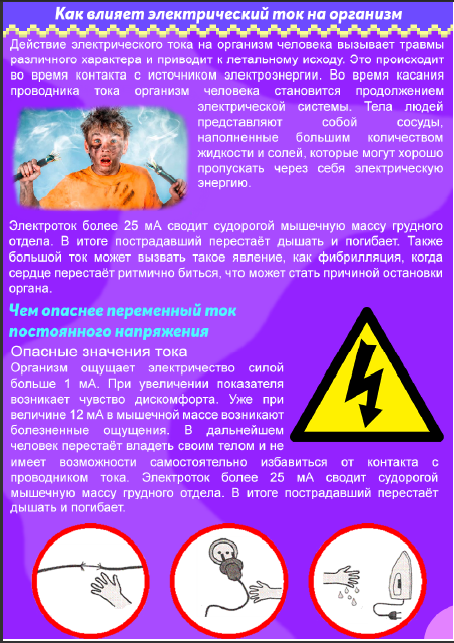 Как влияет электрический ток на организм
Действие электрического тока на организм человека вызывает травмы
различного характера и приводит к летальному исходу. Это происходит
во время контакта с источником электроэнергии. Во время касания
проводника тока организм человека становится продолжением
электрической системы. Тела людей
представляют собой сосуды,
наполненные большим количеством
жидкости и солей, которые могут хорошо
пропускать через себя электрическую
энергию.
Электроток более 25 мА сводит судорогой мышечную массу грудного
отдела. В итоге пострадавший перестаёт дышать и погибает. Также
большой ток может вызвать такое явление, как фибрилляция, когда
сердце перестаёт ритмично биться, что может стать причиной остановки
органа.
Чем опаснее переменный ток
постоянного напряжения
Опасные значения тока
Организм ощущает электричество силой
больше 1 мА. При увеличении показателя
возникает чувство дискомфорта. Уже при
величине 12 мА в мышечной массе возникают
болезненные ощущения. В дальнейшем
человек перестаёт владеть своим телом и не
имеет возможности самостоятельно избавиться от контакта с
проводником тока. Электроток более 25 мА сводит судорогой
мышечную массу грудного отдела. В итоге пострадавший перестаёт
дышать и погибает.